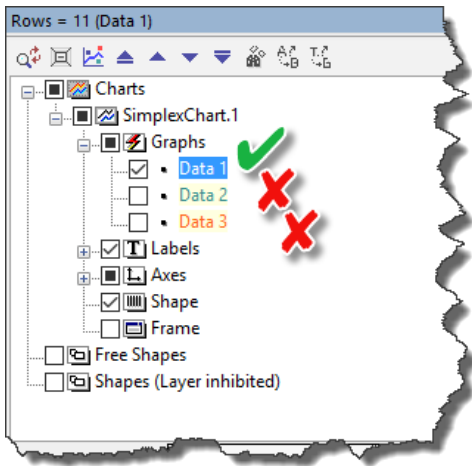 Rows = 11 (Data 1)
Charts
SimplexChart.1
Graphs
Data 1
Data 2
Data 3
Labels
Axes
Shape
Frame
Free Shapes
Shapes (Layer inhibited)